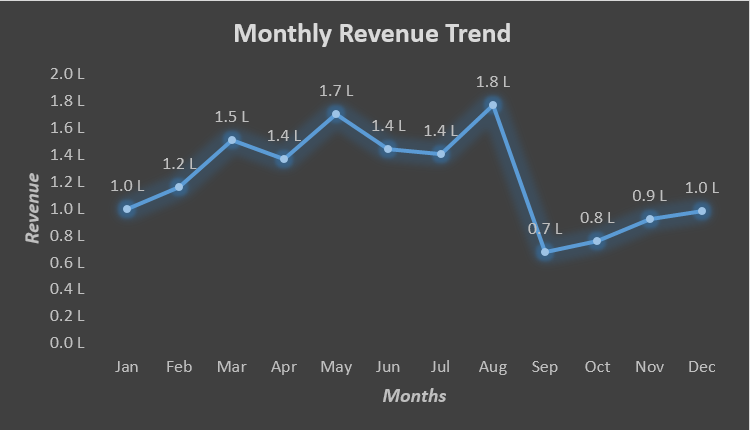 Monthly Revenue Trend
2.0 L
1.8 L
1.6 L
1.4 L
1.2 L
1.0 L
0.8 L
0.6 L
0.4 L
0.2 L
0.0 L
Revenue
1.0 L
1.2 L
1.5 L
1.4 L
1.7 L
1.4 L
1.4 L
1.8 L
0.7 L
0.8 L
0.9 L
1.0 L
Jan Feb Mar Apr May Jun Jul Aug Sep Oct Nov Dec
Months